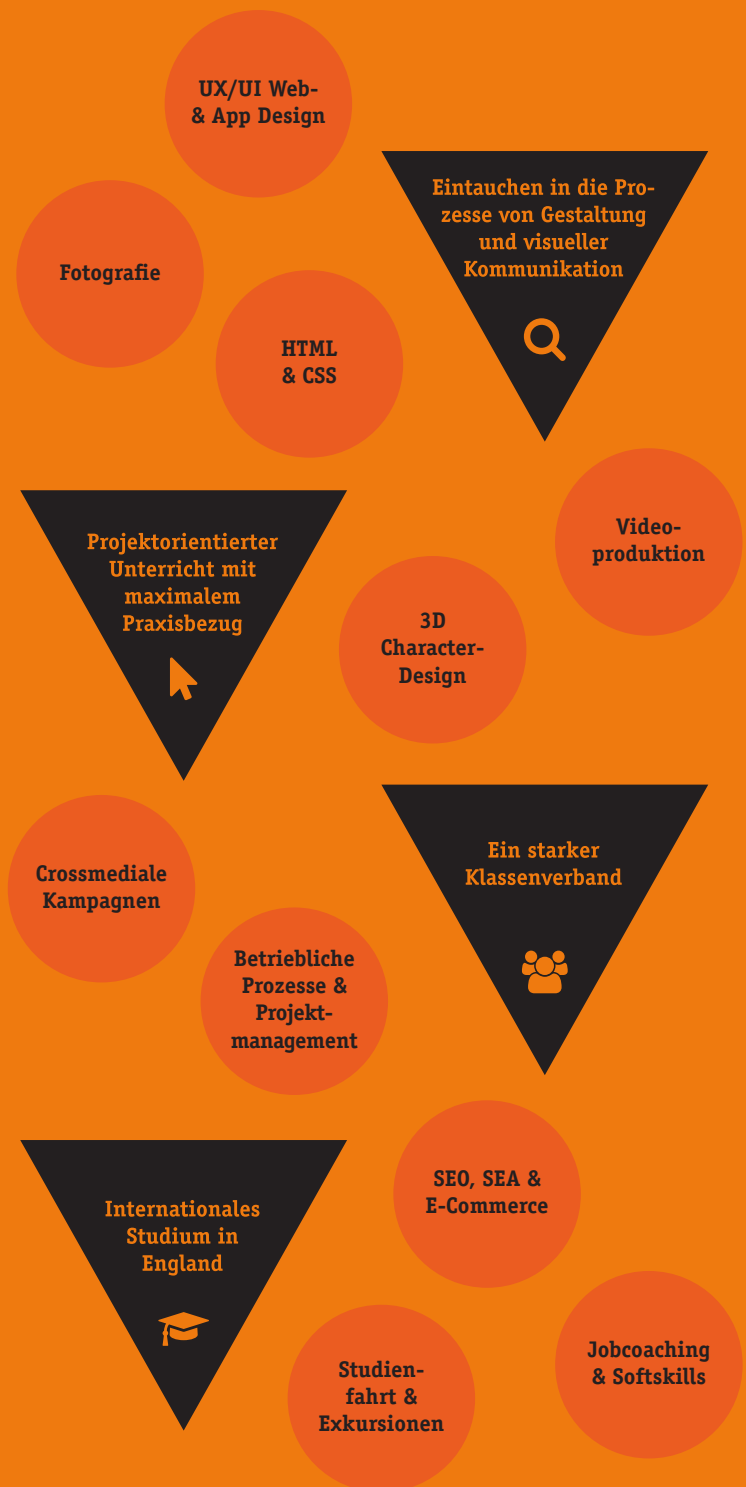 UX/UI Web-
& App Design
Eintauchen in die Pro-
zesse von Gestaltung
und visueller
Kommunikation
Fotografie
HTML
& CSS
Projektorientierter
Unterricht mit
maximalem
Praxisbezug
Video-
produktion
3D
Character-
Design
Crossmediale
Kampagnen
Ein starker
Klassenverband
Betriebliche
Prozesse &
Projekt-
management
SEO, SEA &
E-Commerce
Internationales
Studium in
England
Jobcoaching
& Softskills
Studien-
fahrt &
Exkursionen